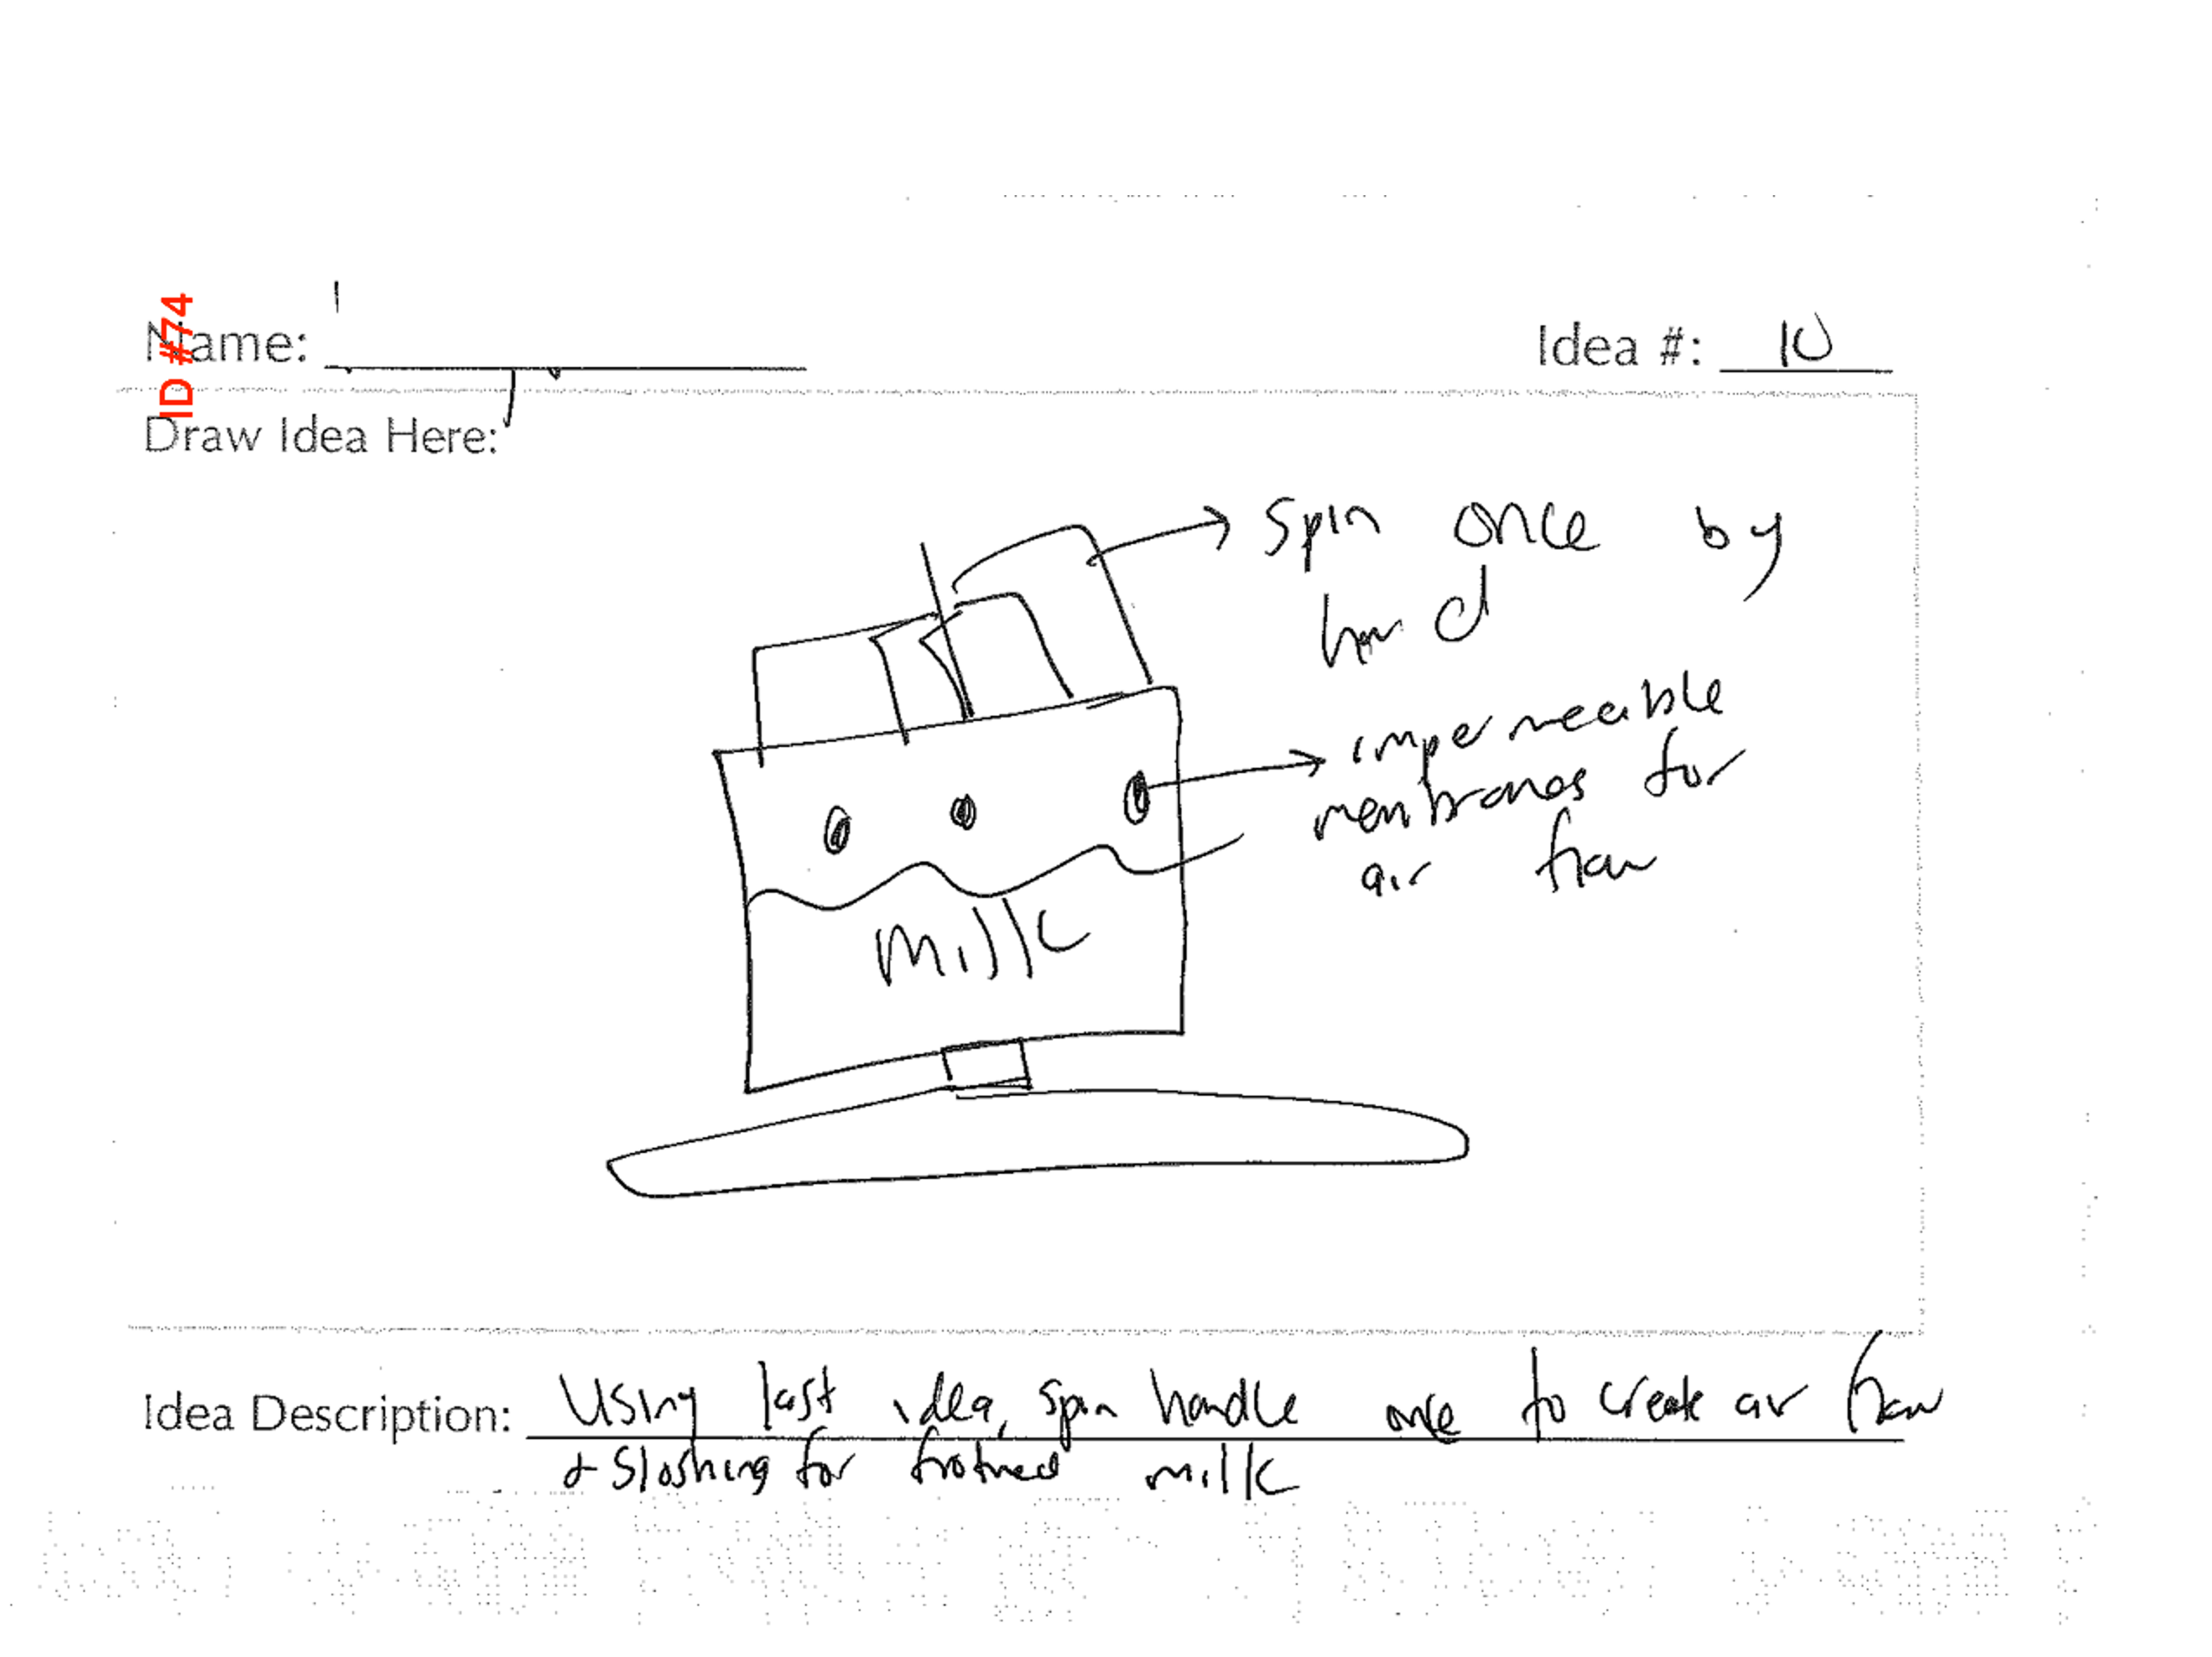 ID #74
Name:
Idea #: 10
Draw Idea Here:
Spin once by
hand
impermeable
membranes for
air flow
Milk
Idea Description: Using last idea, spin handle once to create air flow
& sloshing for frothed milk